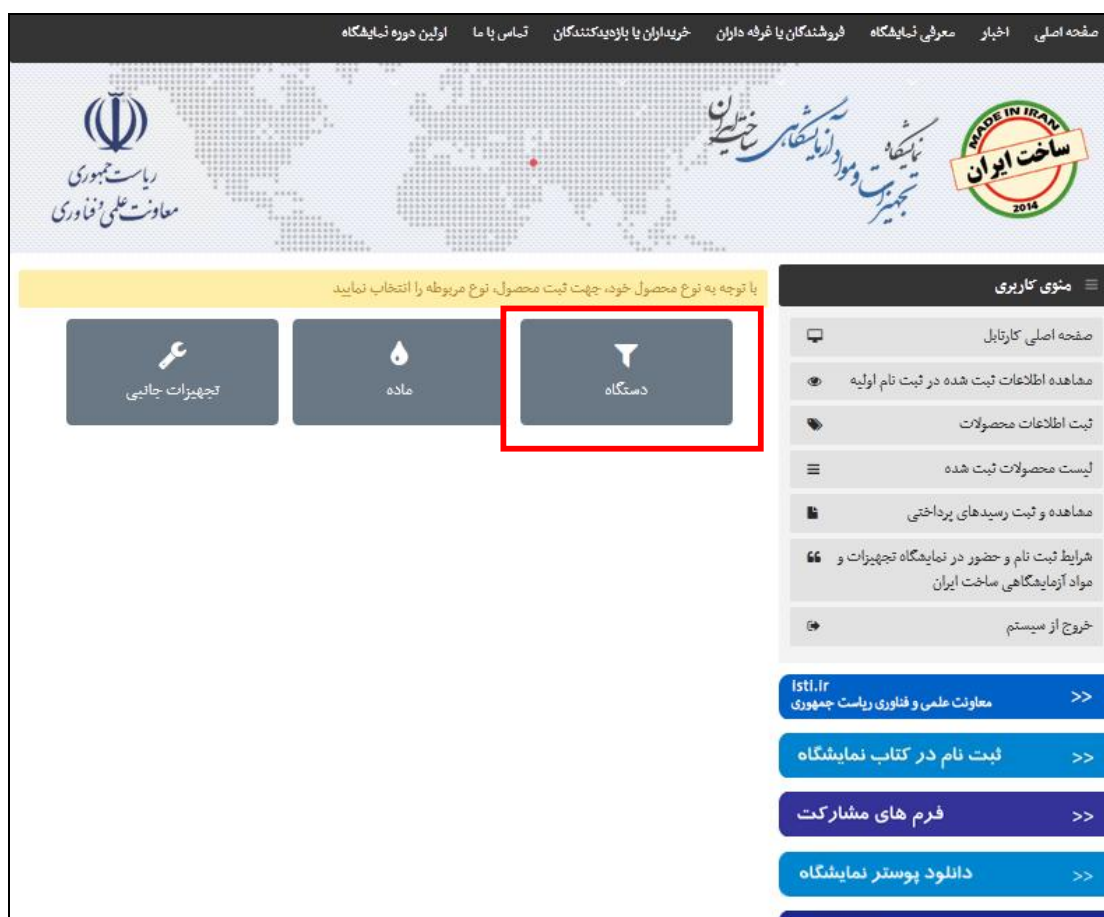 صفحه اصلی اخبار معرفی نمایشگاه فروشندگان یا غرفه داران خریداران یا بازدیدکنندگان تماس با ما اولین دوره نمایشگاه
MADE IN IRAN
ساخت ایران
2014
نمایشگاه
تجهیزات و مواد آزمایشگاهی ساخت ایران
ریاست جمهوری
معاونت علمی و فناوری
منوی کاربری
صفحه اصلی کارتابل
مشاهده اطلاعات ثبت شده در ثبت نام اولیه
ثبت اطلاعات محصولات
لیست محصولات ثبت شده
مشاهده و ثبت رسیدهای پرداختی
شرایط ثبت نام و حضور در نمایشگاه تجهیزات و
مواد آزمایشگاهی ساخت ایران
خروج از سیستم
isti.ir
معاونت علمی و فناوری ریاست جمهوری >>
ثبت نام در کتاب نمایشگاه >>
فرم های مشارکت >>
دانلود پوستر نمایشگاه >>
با توجه به نوع محصول خود، جهت ثبت محصول، نوع مربوطه را انتخاب نمایید
دستگاه
ماده
تجهیزات جانبی